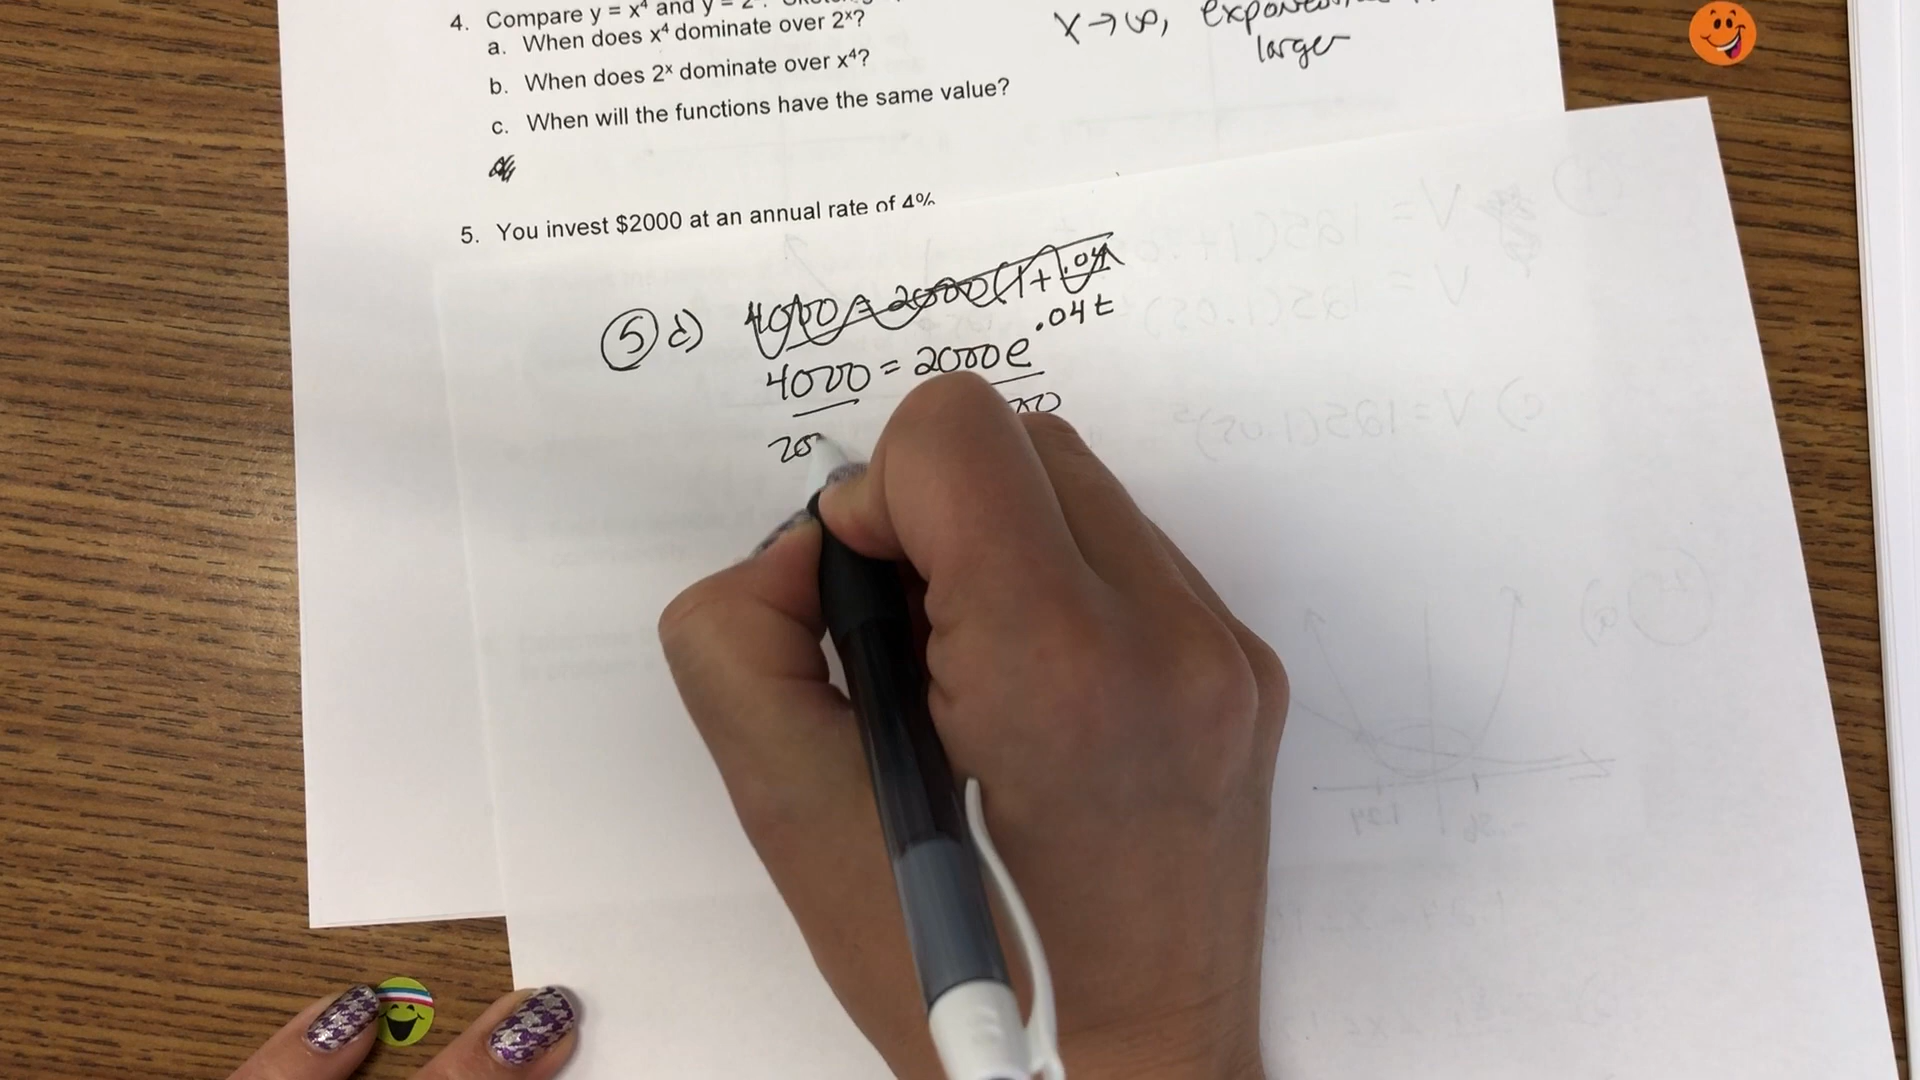 4. Compare y = x⁴ and y = 2
a. When does x⁴ dominate over 2ˣ?
b. When does 2ˣ dominate over x⁴?
c. When will the functions have the same value?
x→∞,
larger
5. You invest $2000 at an annual rate of 4%
⑤ d) 4000 = 2000(1+.04
4000 = 2000e^.04t
20